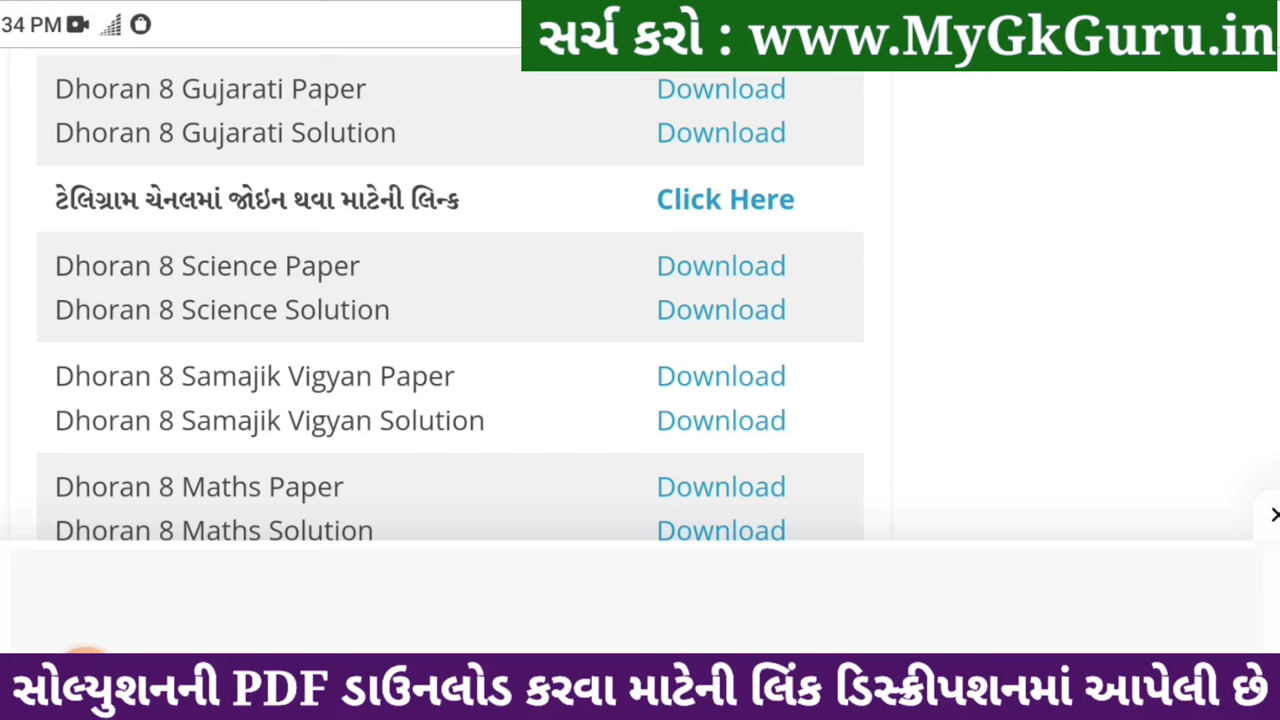 34 PM
સર્ચ કરો : www.MyGkGuru.in
Dhoran 8 Gujarati Paper Download
Dhoran 8 Gujarati Solution Download
ટેલિગ્રામ ચેનલમાં જોઇન થવા માટેની લિન્ક Click Here
Dhoran 8 Science Paper Download
Dhoran 8 Science Solution Download
Dhoran 8 Samajik Vigyan Paper Download
Dhoran 8 Samajik Vigyan Solution Download
Dhoran 8 Maths Paper Download
Dhoran 8 Maths Solution Download
સોલ્યુશનની PDF ડાઉનલોડ કરવા માટેની લિંક ડિસ્ક્રીપશનમાં આપેલી છે